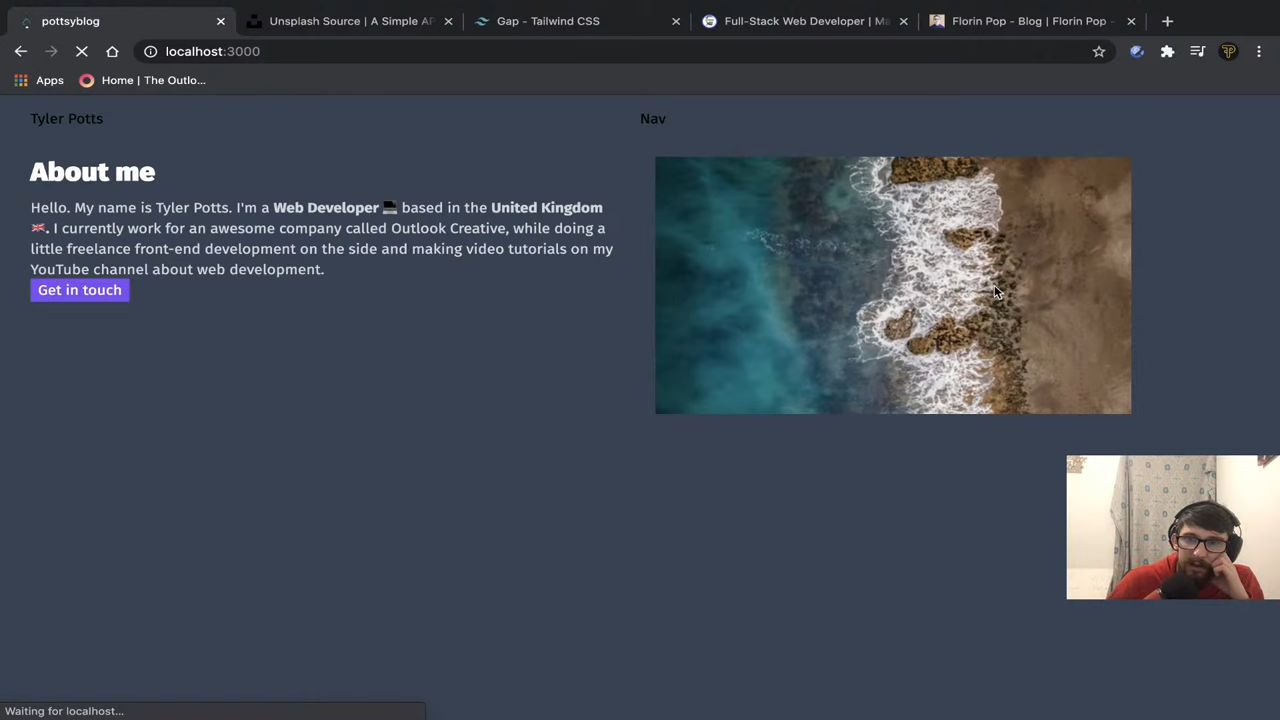 pottsyblog
Unsplash Source | A Simple AP
Gap - Tailwind CSS
Full-Stack Web Developer | Ma
Florin Pop - Blog | Florin Pop -
localhost:3000
Apps
Home | The Outlo...
Tyler Potts
Nav
About me
Hello. My name is Tyler Potts. I'm a Web Developer 💻 based in the United Kingdom
🇬🇧. I currently work for an awesome company called Outlook Creative, while doing a
little freelance front-end development on the side and making video tutorials on my
YouTube channel about web development.
Get in touch
Waiting for localhost...